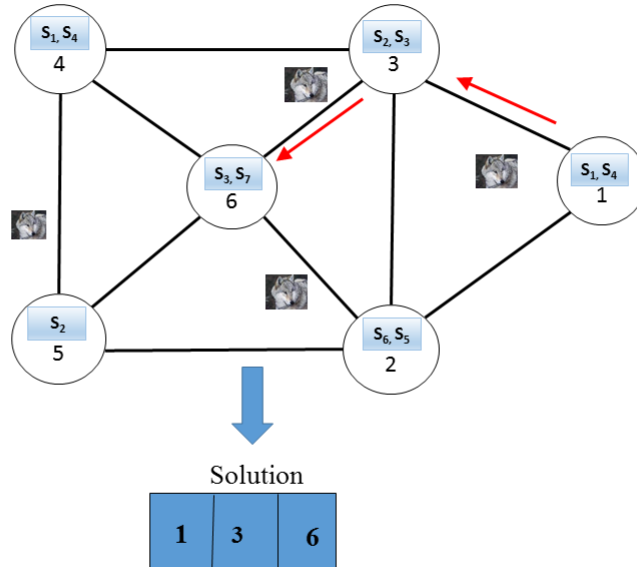 S₁, S₄
4
S₂, S₃
3
S₃, S₇
6
S₁, S₄
1
S₂
5
S₆, S₅
2
Solution
1 3 6